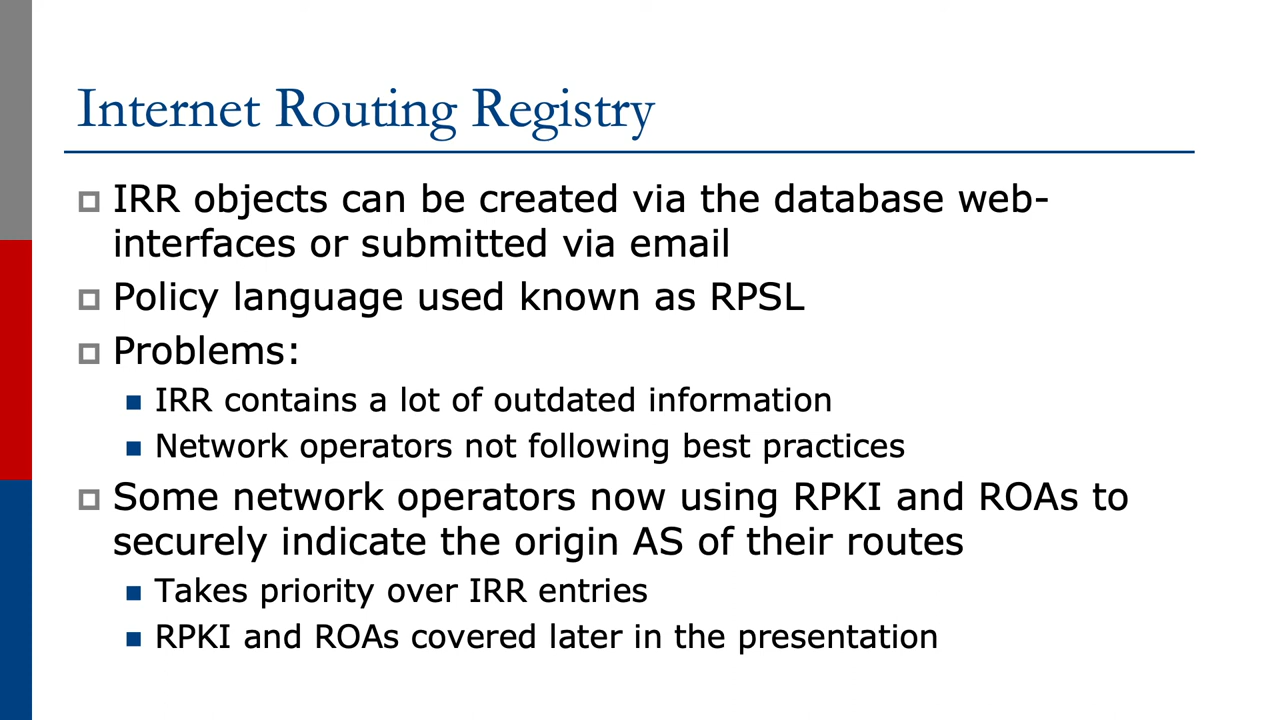 Internet Routing Registry
IRR objects can be created via the database web-
interfaces or submitted via email
Policy language used known as RPSL
Problems:
IRR contains a lot of outdated information
Network operators not following best practices
Some network operators now using RPKI and ROAs to
securely indicate the origin AS of their routes
Takes priority over IRR entries
RPKI and ROAs covered later in the presentation